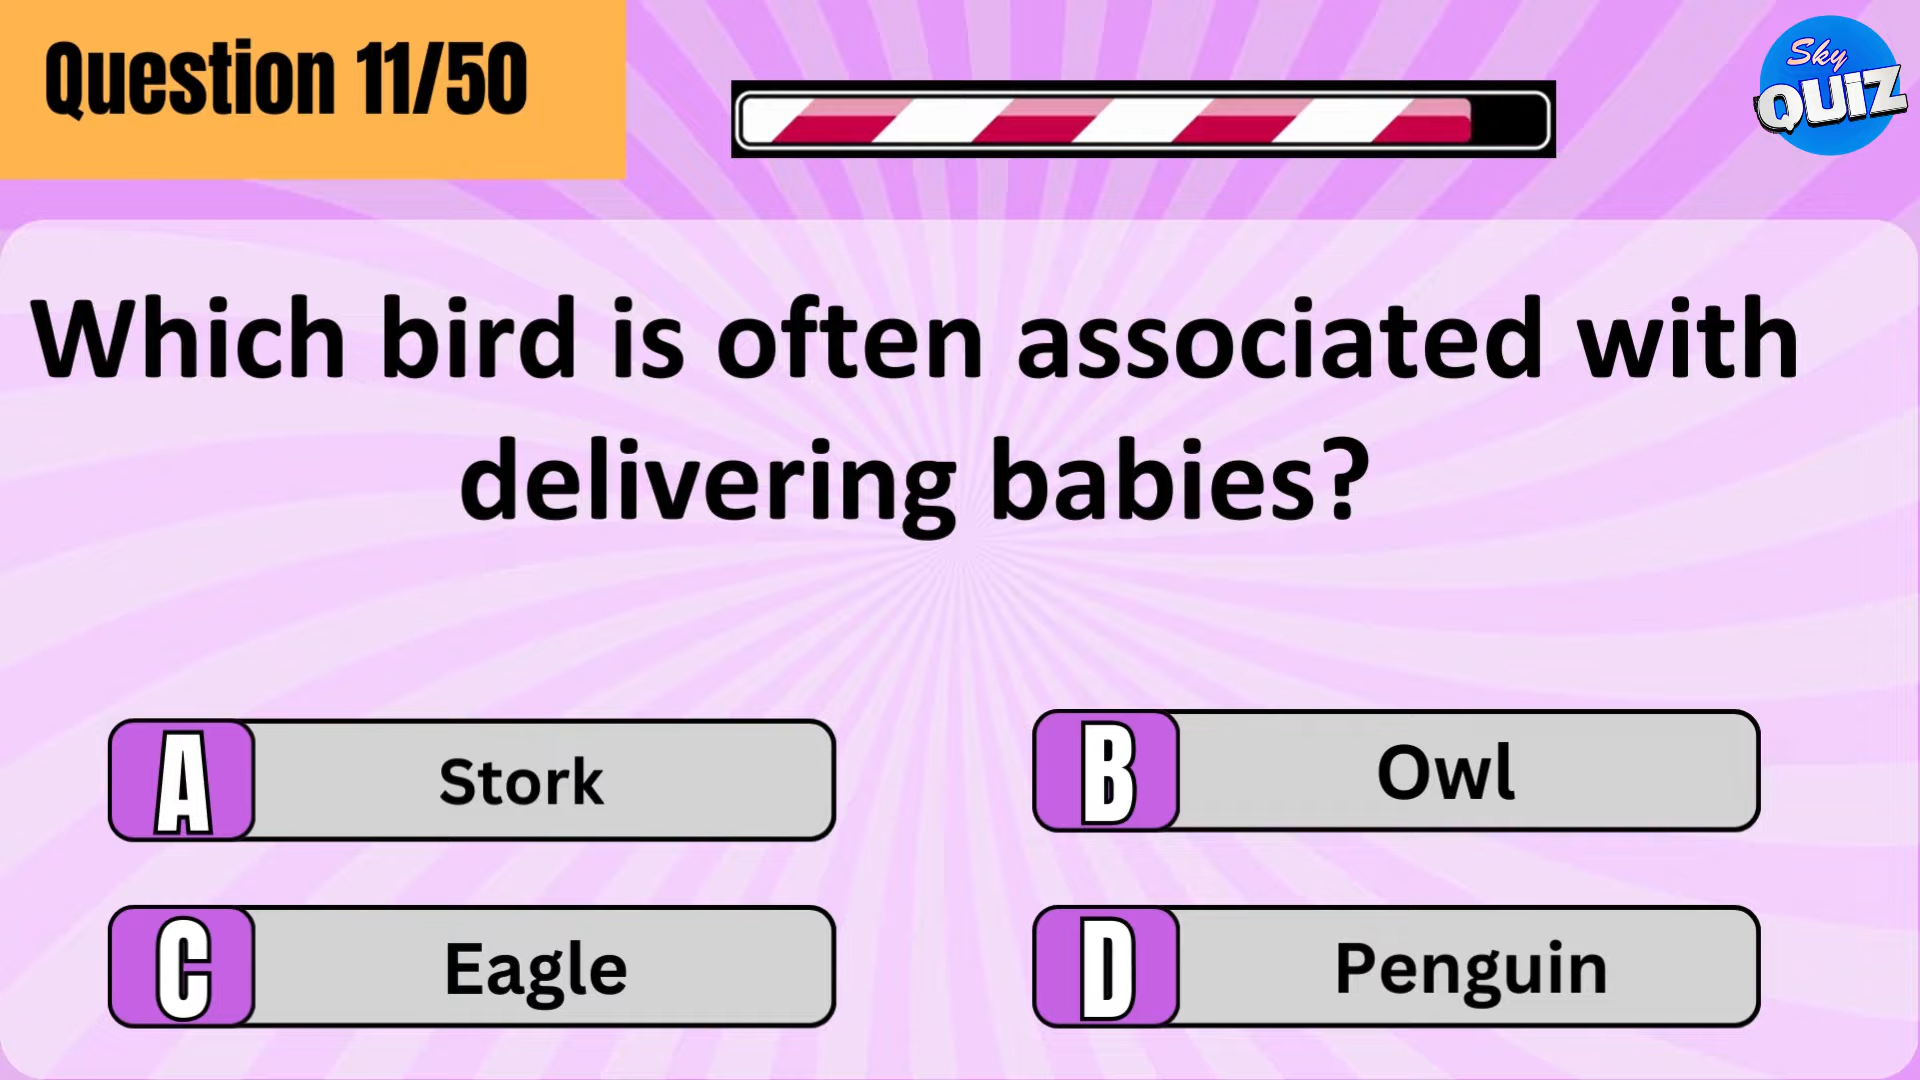 Question 11/50
Sky
QUIZ
Which bird is often associated with
delivering babies?
A Stork
B Owl
C Eagle
D Penguin